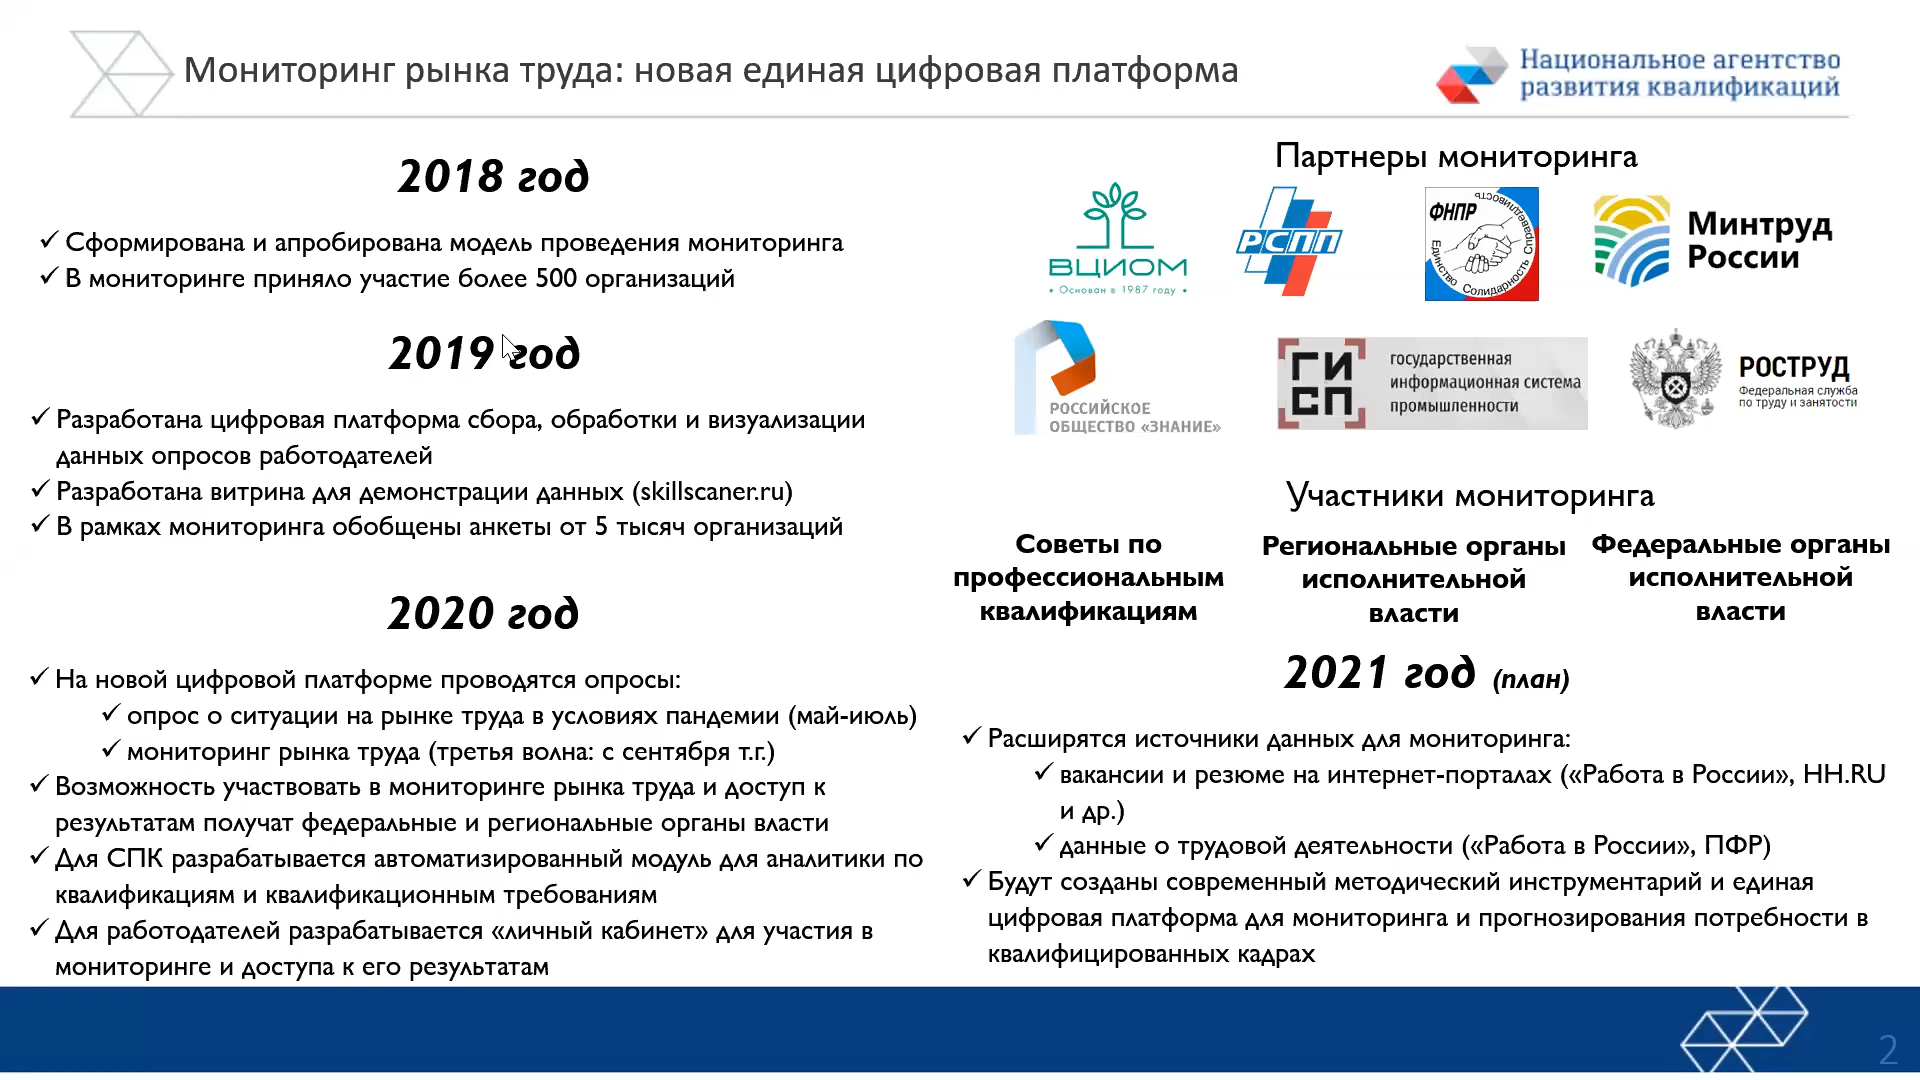 Мониторинг рынка труда: новая единая цифровая платформа
Национальное агентство
развития квалификаций
2018 год
✓ Сформирована и апробирована модель проведения мониторинга
✓ В мониторинге приняло участие более 500 организаций
2019 год
✓ Разработана цифровая платформа сбора, обработки и визуализации
данных опросов работодателей
✓ Разработана витрина для демонстрации данных (skillscaner.ru)
✓ В рамках мониторинга обобщены анкеты от 5 тысяч организаций
2020 год
✓ На новой цифровой платформе проводятся опросы:
✓ опрос о ситуации на рынке труда в условиях пандемии (май-июль)
✓ мониторинг рынка труда (третья волна: с сентября т.г.)
✓ Возможность участвовать в мониторинге рынка труда и доступ к
результатам получат федеральные и региональные органы власти
✓ Для СПК разрабатывается автоматизированный модуль для аналитики по
квалификациям и квалификационным требованиям
✓ Для работодателей разрабатывается «личный кабинет» для участия в
мониторинге и доступа к его результатам
Партнеры мониторинга
ВЦИОМ
• Основан в 1987 году •
РСПП
ФНПР
Единство Солидарность Справедливость
Минтруд
России
РОССИЙСКОЕ
ОБЩЕСТВО «ЗНАНИЕ»
ГИ
СП
государственная
информационная система
промышленности
РОСТРУД
Федеральная служба
по труду и занятости
Участники мониторинга
Советы по
профессиональным
квалификациям
Региональные органы
исполнительной
власти
Федеральные органы
исполнительной
власти
2021 год (план)
✓ Расширятся источники данных для мониторинга:
✓ вакансии и резюме на интернет-порталах («Работа в России», HH.RU
и др.)
✓ данные о трудовой деятельности («Работа в России», ПФР)
✓ Будут созданы современный методический инструментарий и единая
цифровая платформа для мониторинга и прогнозирования потребности в
квалифицированных кадрах
2